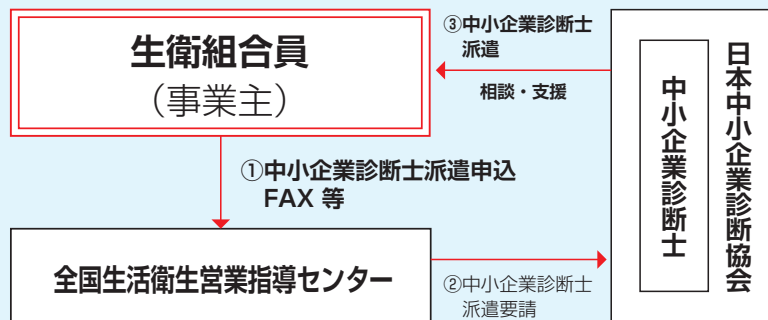 生衛組合員
（事業主）
①中小企業診断士派遣申込
FAX 等
全国生活衛生営業指導センター
②中小企業診断士
派遣要請
③中小企業診断士
派遣
相談・支援
中小企業診断士
日本中小企業診断協会